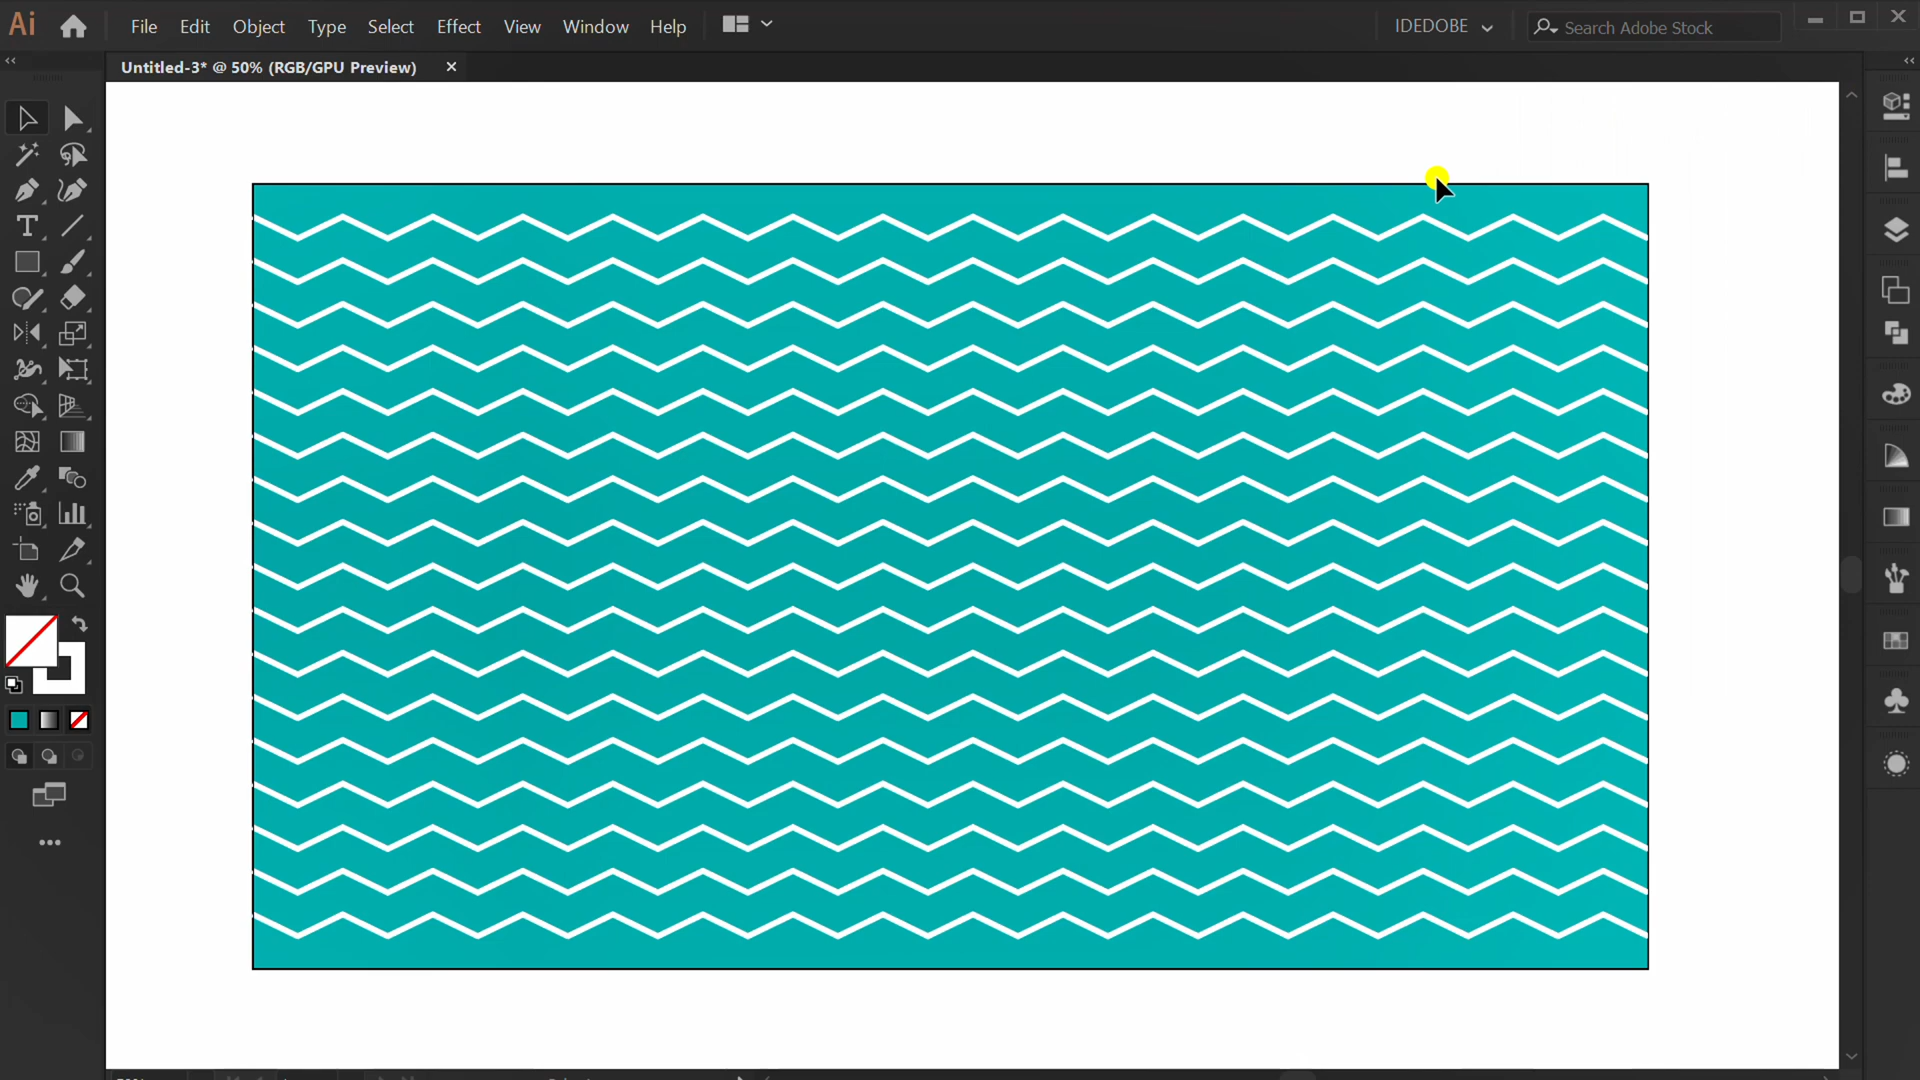 Ai File Edit Object Type Select Effect View Window Help IDEDOBE Search Adobe Stock
Untitled-3* @ 50% (RGB/GPU Preview)